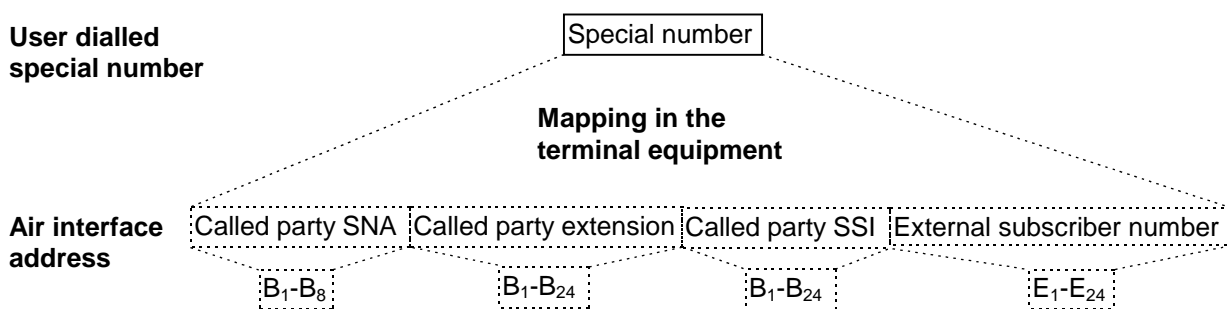 User dialled
special number
Special number
Mapping in the
terminal equipment
Air interface
address
Called party SNA Called party extension Called party SSI External subscriber number
B₁-B₈ B₁-B₂₄ B₁-B₂₄ E₁-E₂₄